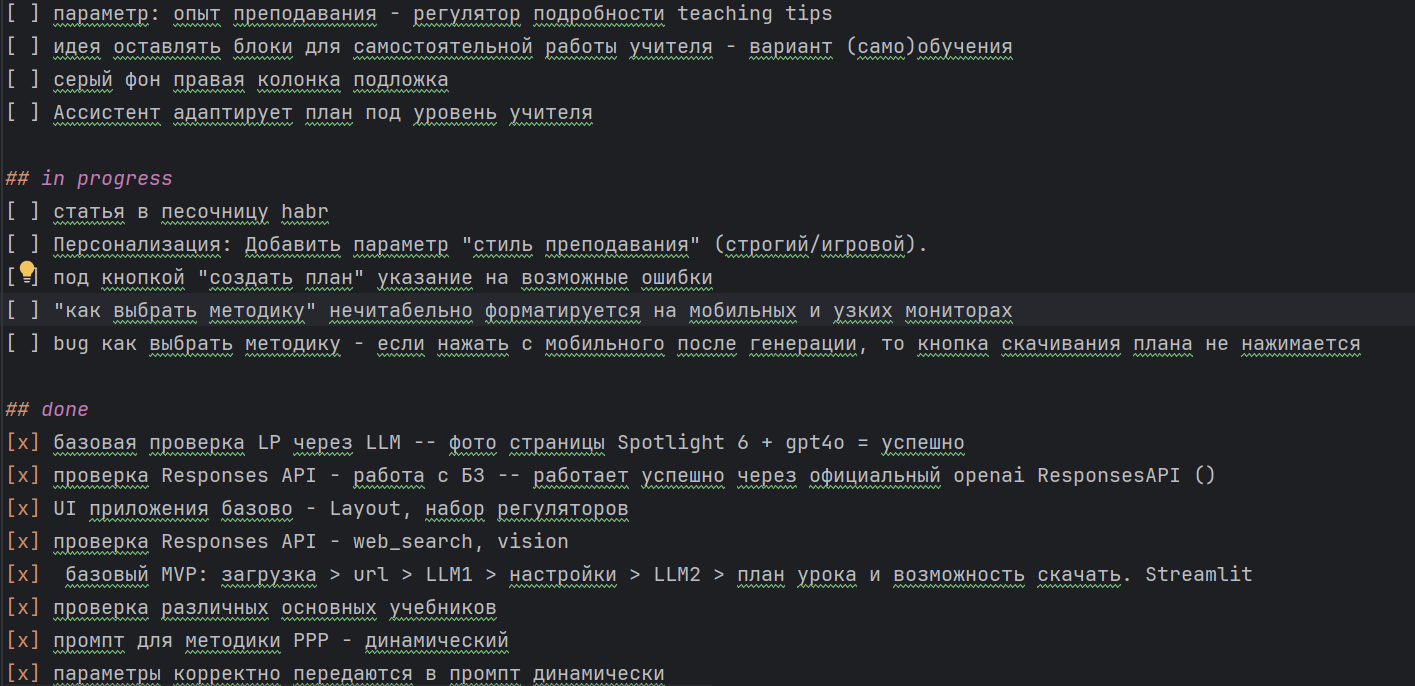 [ ] параметр: опыт преподавания - регулятор подробности teaching tips
[ ] идея оставлять блоки для самостоятельной работы учителя - вариант (само)обучения
[ ] серый фон правая колонка подложка
[ ] Ассистент адаптирует план под уровень учителя
## in progress
[ ] статья в песочницу habr
[ ] Персонализация: Добавить параметр "стиль преподавания" (строгий/игровой).
[ ] под кнопкой "создать план" указание на возможные ошибки
[ ] "как выбрать методику" нечитабельно форматируется на мобильных и узких мониторах
[ ] bug как выбрать методику - если нажать с мобильного после генерации, то кнопка скачивания плана не нажимается
## done
[x] базовая проверка LP через LLM -- фото страницы Spotlight 6 + gpt4o = успешно
[x] проверка Responses API - работа с БЗ -- работает успешно через официальный openai ResponsesAPI ()
[x] UI приложения базово - Layout, набор регуляторов
[x] проверка Responses API - web_search, vision
[x]  базовый MVP: загрузка > url > LLM1 > настройки > LLM2 > план урока и возможность скачать. Streamlit
[x] проверка различных основных учебников
[x] промпт для методики PPP - динамический
[x] параметры корректно передаются в промпт динамически